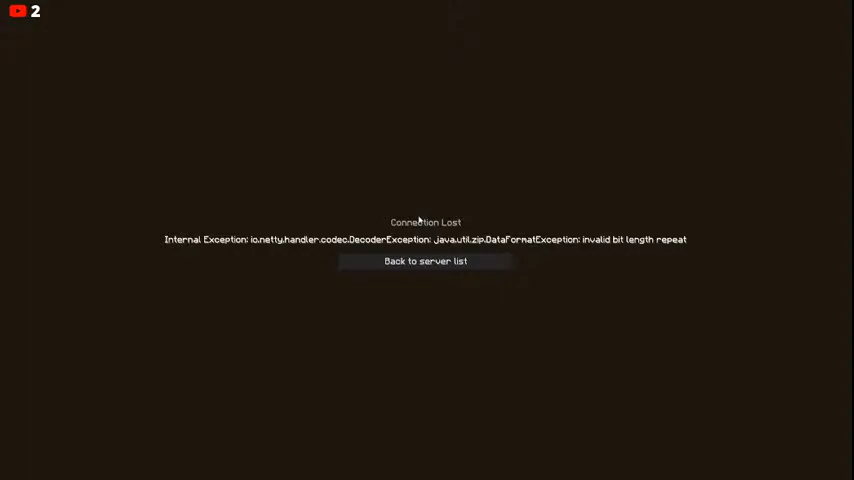 2
Connection Lost
Internal Exception: io.netty.handler.codec.DecoderException: java.util.zip.DataFormatException: invalid bit length repeat
Back to server list